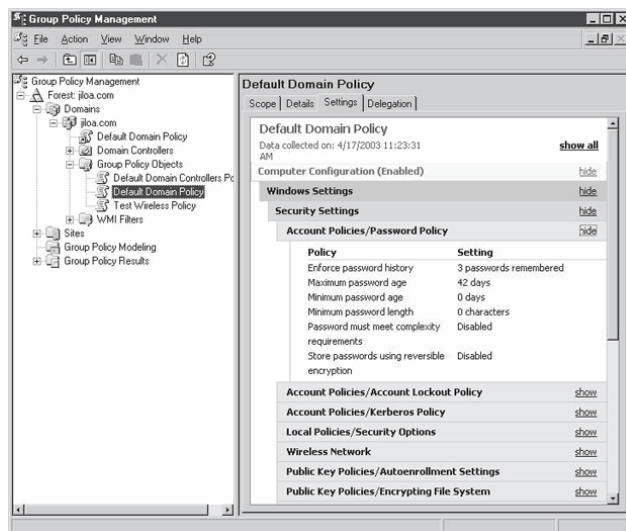 Group Policy Management
File Action View Window Help
Group Policy Management
Forest: jiloa.com
Domains
jiloa.com
Default Domain Policy
Domain Controllers
Group Policy Objects
Default Domain Controllers Po
Default Domain Policy
Test Wireless Policy
WMI Filters
Sites
Group Policy Modeling
Group Policy Results
Default Domain Policy
Scope Details Settings Delegation
Default Domain Policy
Data collected on: 4/17/2003 11:23:31 show all
AM
Computer Configuration (Enabled) hide
Windows Settings hide
Security Settings hide
Account Policies/Password Policy hide
Policy Setting
Enforce password history 3 passwords remembered
Maximum password age 42 days
Minimum password age 0 days
Minimum password length 0 characters
Password must meet complexity Disabled
requirements
Store passwords using reversible Disabled
encryption
Account Policies/Account Lockout Policy show
Account Policies/Kerberos Policy show
Local Policies/Security Options show
Wireless Network show
Public Key Policies/Autoenrollment Settings show
Public Key Policies/Encrypting File System show